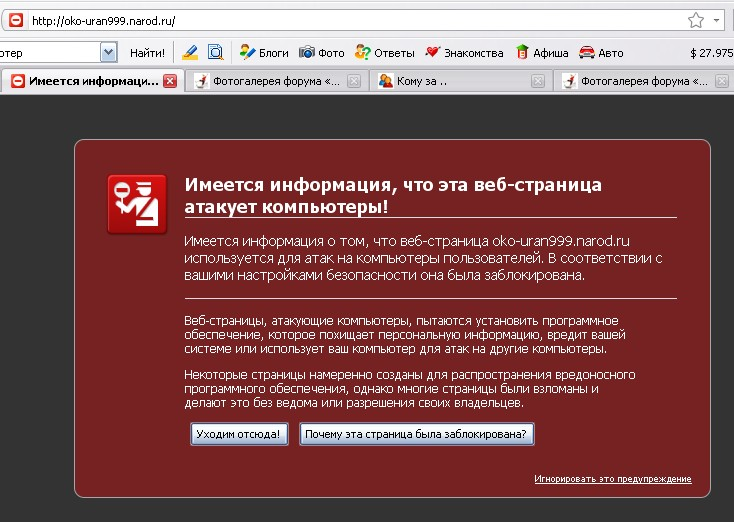 http://oko-uran999.narod.ru/
ютер Найти! Блоги Фото Ответы Знакомства Афиша Авто $ 27.975
Имеется информаци... Фотогалерея форума «... Кому за .. Фотогалерея форума «...
Имеется информация, что эта веб-страница
атакует компьютеры!
Имеется информация о том, что веб-страница oko-uran999.narod.ru
используется для атак на компьютеры пользователей. В соответствии с
вашими настройками безопасности она была заблокирована.
Веб-страницы, атакующие компьютеры, пытаются установить программное
обеспечение, которое похищает персональную информацию, вредит вашей
системе или использует ваш компьютер для атак на другие компьютеры.
Некоторые страницы намеренно созданы для распространения вредоносного
программного обеспечения, однако многие страницы были взломаны и
делают это без ведома или разрешения своих владельцев.
Уходим отсюда! Почему эта страница была заблокирована?
Игнорировать это предупреждение